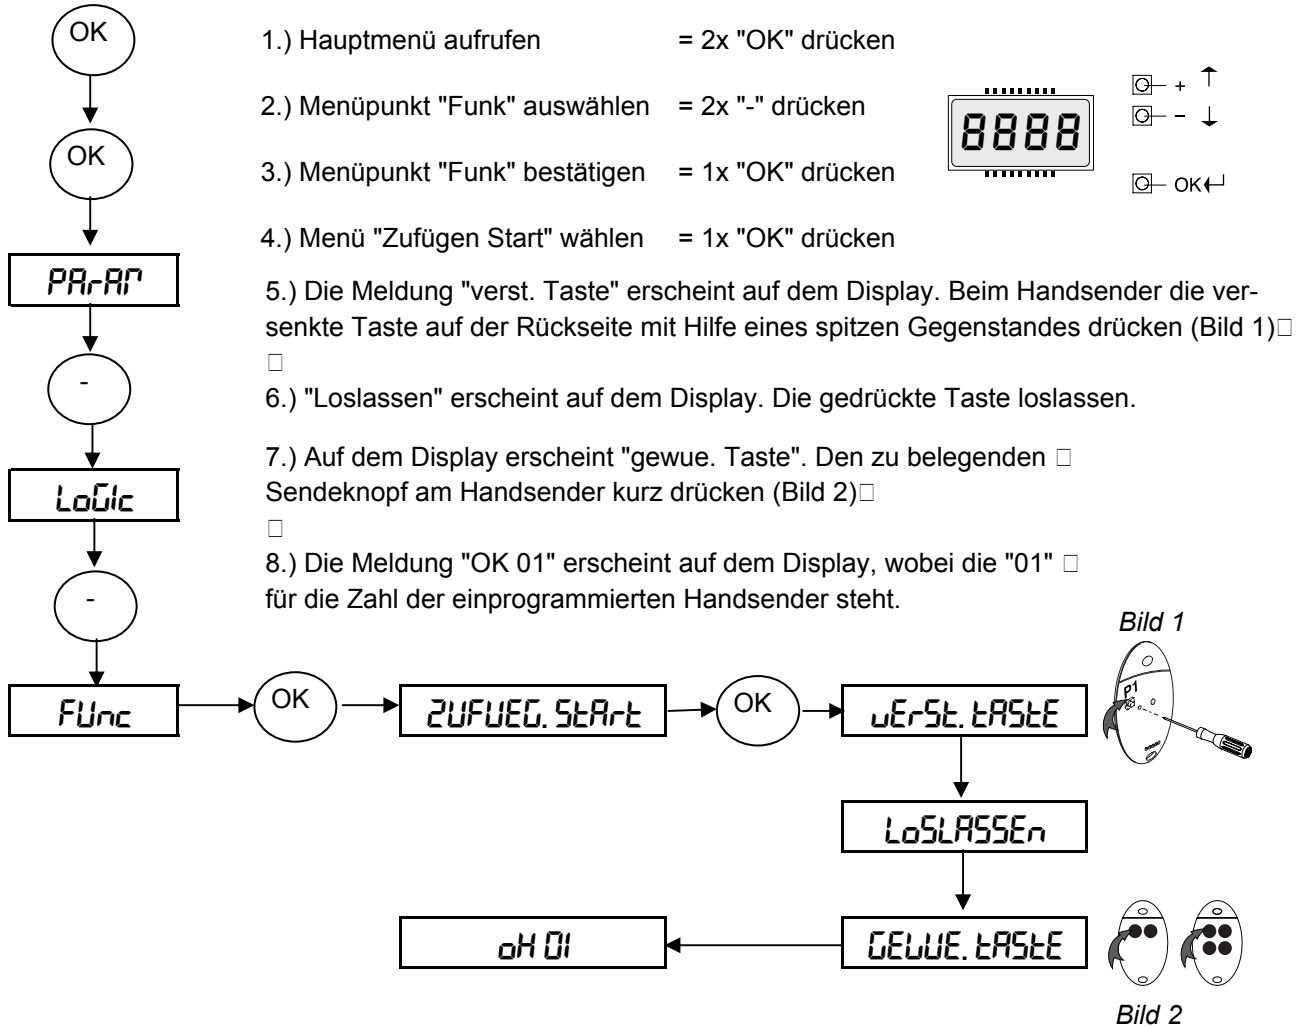 OK
1.) Hauptmenü aufrufen = 2x "OK" drücken
+
2.) Menüpunkt "Funk" auswählen = 2x "-" drücken
8888
-
OK
3.) Menüpunkt "Funk" bestätigen = 1x "OK" drücken
OK
4.) Menü "Zufügen Start" wählen = 1x "OK" drücken
PArAM
5.) Die Meldung "verst. Taste" erscheint auf dem Display. Beim Handsender die ver-
senkte Taste auf der Rückseite mit Hilfe eines spitzen Gegenstandes drücken (Bild 1)□
□
-
6.) "Loslassen" erscheint auf dem Display. Die gedrückte Taste loslassen.
7.) Auf dem Display erscheint "gewue. Taste". Den zu belegenden □
LoGIc
Sendeknopf am Handsender kurz drücken (Bild 2)□
□
8.) Die Meldung "OK 01" erscheint auf dem Display, wobei die "01" □
-
für die Zahl der einprogrammierten Handsender steht.
Bild 1
P1
FUnc
OK
ZUFUEG. StArt
OK
vErSt. tAStE
LoSLASSEn
oH 01
GEWUE. tAStE
Bild 2